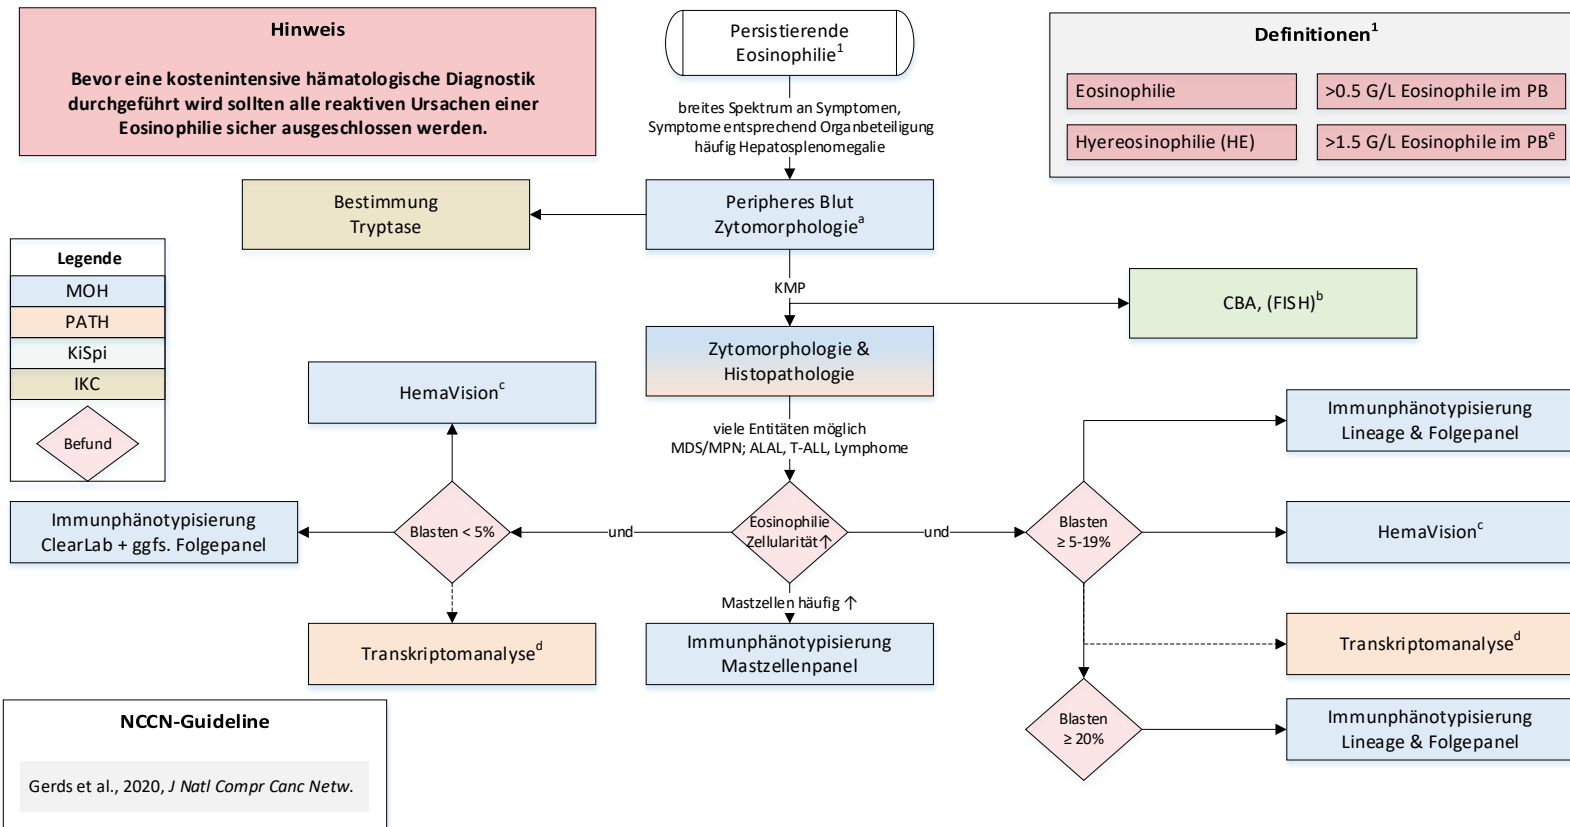 Hinweis
Bevor eine kostenintensive hämatologische Diagnostik
durchgeführt wird sollten alle reaktiven Ursachen einer
Eosinophilie sicher ausgeschlossen werden.
Persistierende
Eosinophilie¹
Definitionen¹
Eosinophilie
>0.5 G/L Eosinophile im PB
Hyereosinophilie (HE)
>1.5 G/L Eosinophile im PBᵉ
breites Spektrum an Symptomen,
Symptome entsprechend Organbeteiligung
häufig Hepatosplenomegalie
Bestimmung
Tryptase
Peripheres Blut
Zytomorphologieᵃ
Legende
MOH
PATH
KiSpi
IKC
Befund
KMP
CBA, (FISH)ᵇ
Zytomorphologie &
Histopathologie
HemaVisionᶜ
viele Entitäten möglich
MDS/MPN; ALAL, T-ALL, Lymphome
Immunphänotypisierung
Lineage & Folgepanel
Immunphänotypisierung
ClearLab + ggfs. Folgepanel
Blasten < 5%
und
Eosinophilie
Zellularität↑
und
Blasten
≥ 5-19%
HemaVisionᶜ
Mastzellen häufig ↑
Transkriptomanalyseᵈ
Immunphänotypisierung
Mastzellenpanel
Transkriptomanalyseᵈ
Blasten
≥ 20%
Immunphänotypisierung
Lineage & Folgepanel
NCCN-Guideline
Gerds et al., 2020, J Natl Compr Canc Netw.